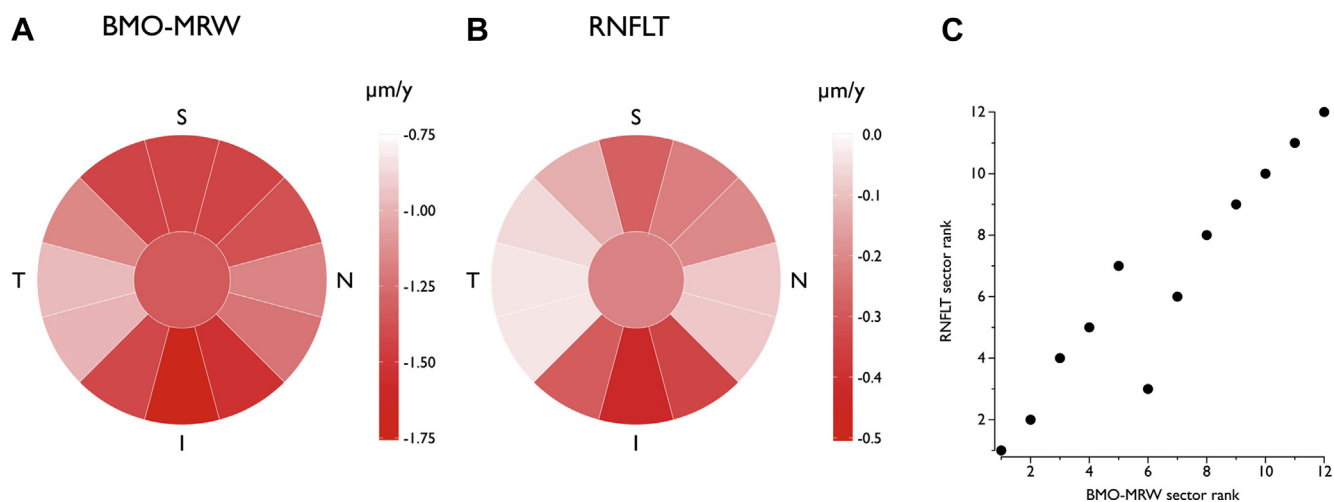 A
BMO-MRW
B
RNFLT
C
µm/y
S
T
N
I
-0.75
-1.00
-1.25
-1.50
-1.75
µm/y
S
N
I
0.0
-0.1
-0.2
-0.3
-0.4
-0.5
T
RNFLT sector rank
12
10
8
6
4
2
2
4
6
8
10
12
BMO-MRW sector rank